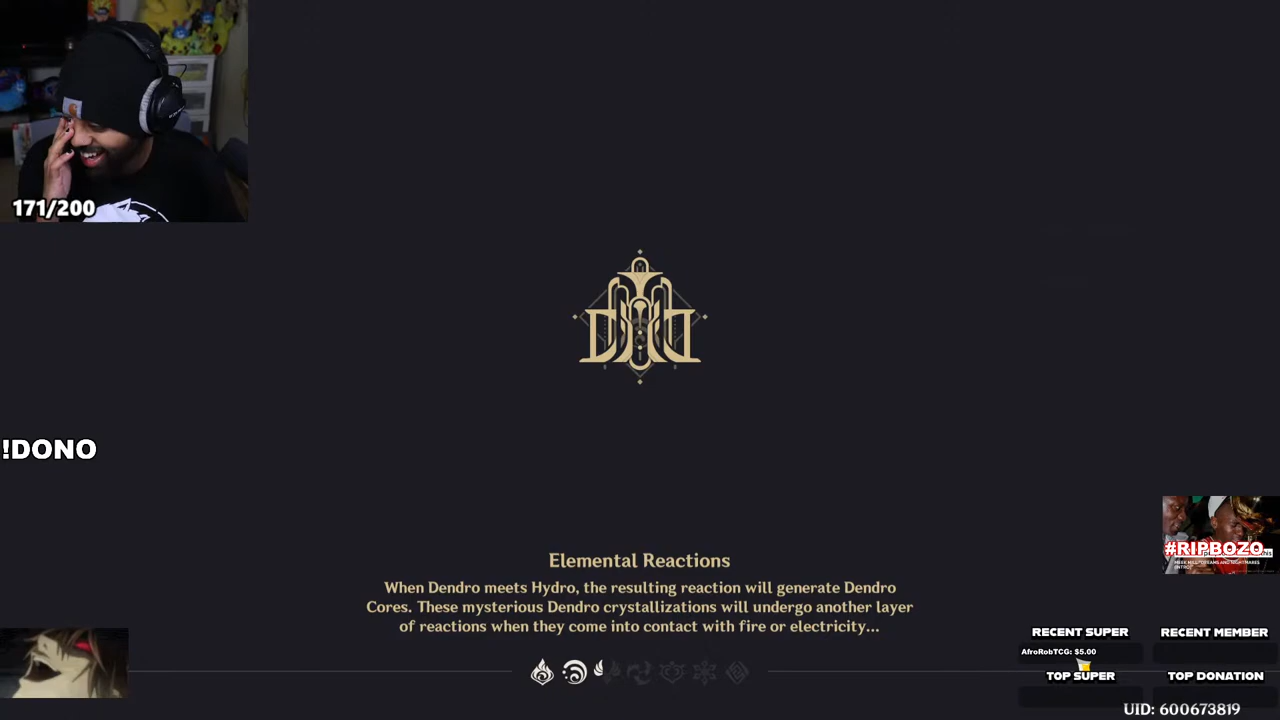 171/200
!DONO
#RIPBOZO
Elemental Reactions
When Dendro meets Hydro, the resulting reaction will generate Dendro
Cores. These mysterious Dendro crystallizations will undergo another layer
of reactions when they come into contact with fire or electricity...
RECENT SUPER
RECENT MEMBER
AfroRobTCG: $5.00
TOP SUPER
TOP DONATION
UID: 600673819